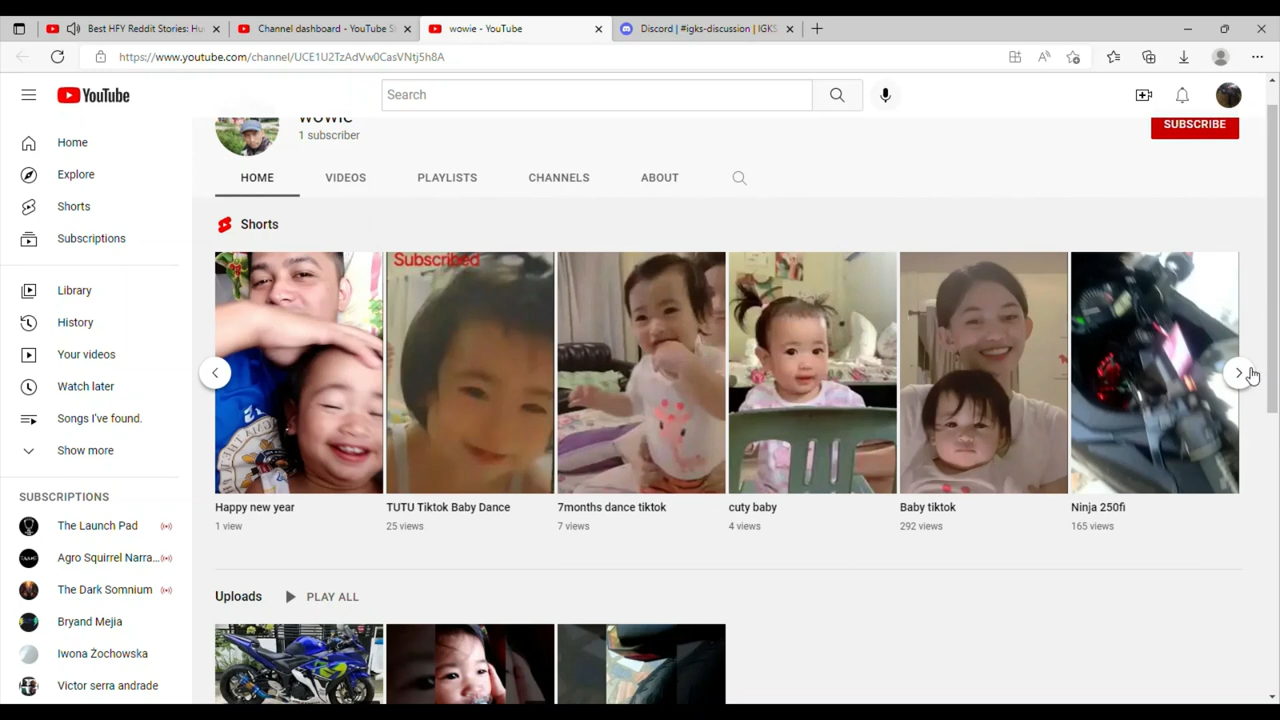 Best HFY Reddit Stories: Hu
Channel dashboard - YouTube S
wowie - YouTube
Discord | #igks-discussion | IGKS
https://www.youtube.com/channel/UCE1U2TzAdVw0CasVNtj5h8A
YouTube
Search
Home
Explore
Shorts
Subscriptions
Library
History
Your videos
Watch later
Songs I've found.
Show more
SUBSCRIPTIONS
The Launch Pad
Agro Squirrel Narra...
The Dark Somnium
Bryand Mejia
Iwona Żochowska
Victor serra andrade
wowie
1 subscriber
SUBSCRIBE
HOME VIDEOS PLAYLISTS CHANNELS ABOUT
Shorts
Subscribed
Happy new year
1 view
TUTU Tiktok Baby Dance
25 views
7months dance tiktok
7 views
cuty baby
4 views
Baby tiktok
292 views
Ninja 250fi
165 views
Uploads PLAY ALL